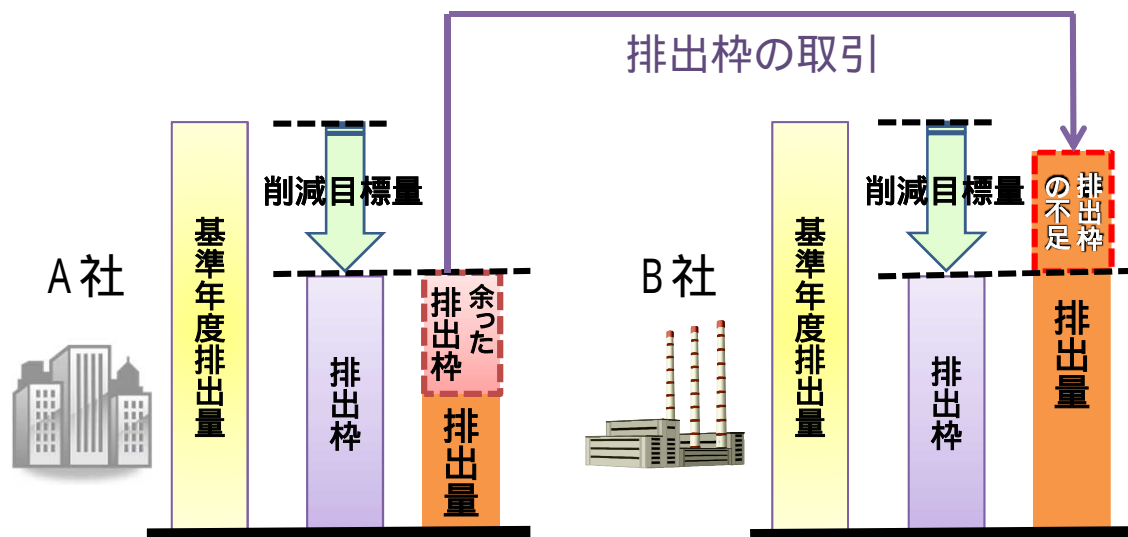 排出枠の取引
A社
基準年度排出量
削減目標量
排出枠
余った
排出枠
排出量
B社
基準年度排出量
削減目標量
排出枠
排出枠
の不足
排出量